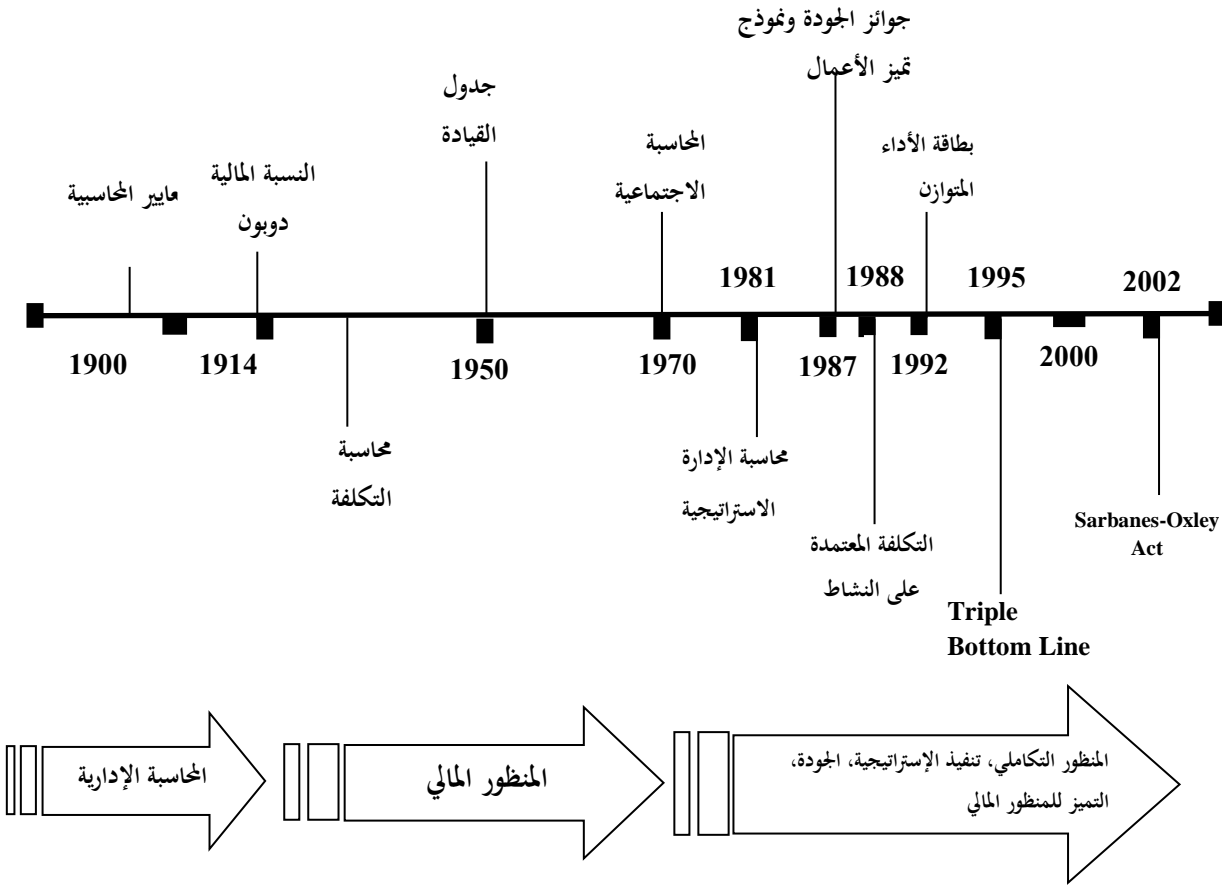 جوائز الجودة ونموذج
تميز الأعمال
جدول
القيادة
المحاسبة
الاجتماعية
بطاقة الأداء
المتوازن
النسبة المالية
دوبون
عايير المحاسبية
1981
1988
1995
2002
1900
1914
1950
1970
1987
1992
2000
محاسبة
التكلفة
محاسبة الإدارة
الاستراتيجية
التكلفة المعتمدة
على النشاط
Sarbanes-Oxley
Act
Triple
Bottom Line
المحاسبة الإدارية
المنظور المالي
المنظور التكاملي، تنفيذ الإستراتيجية، الجودة،
التميز للمنظور المالي